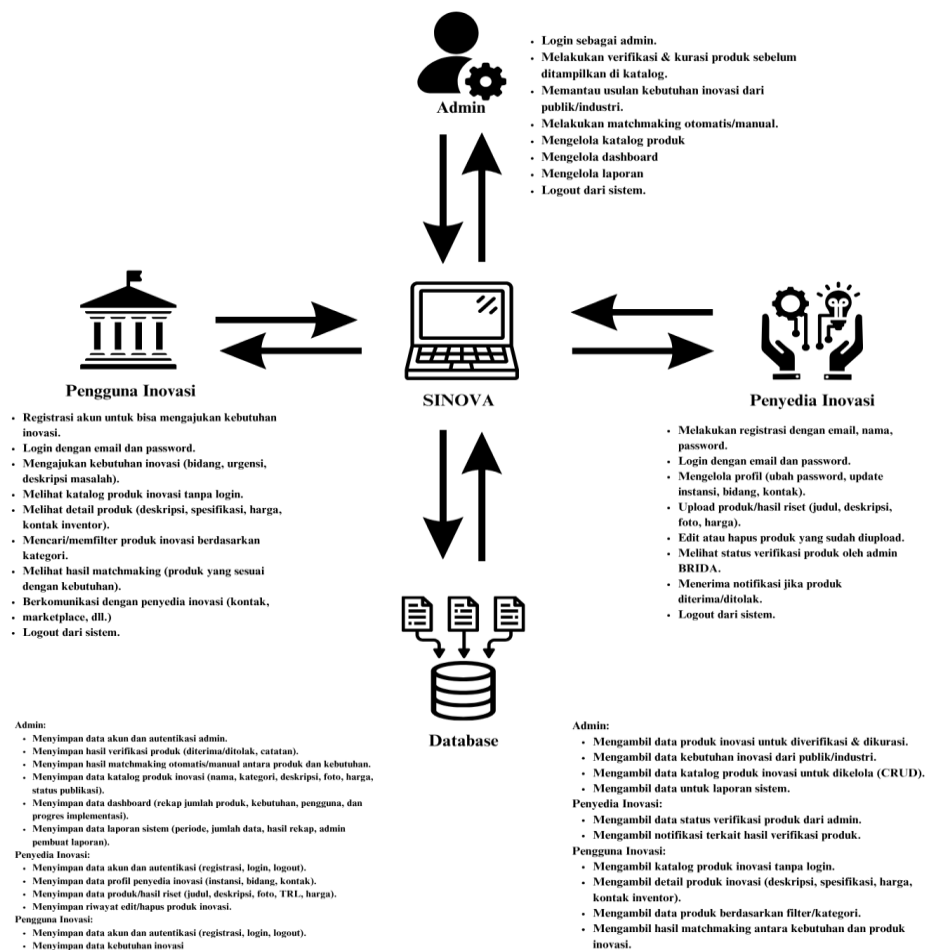 Admin
• Login sebagai admin.
• Melakukan verifikasi & kurasi produk sebelum
ditampilkan di katalog.
• Memantau usulan kebutuhan inovasi dari
publik/industri.
• Melakukan matchmaking otomatis/manual.
• Mengelola katalog produk
• Mengelola dashboard
• Mengelola laporan
• Logout dari sistem.
Pengguna Inovasi
• Registrasi akun untuk bisa mengajukan kebutuhan
inovasi.
• Login dengan email dan password.
• Mengajukan kebutuhan inovasi (bidang, urgensi,
deskripsi masalah).
• Melihat katalog produk inovasi tanpa login.
• Melihat detail produk (deskripsi, spesifikasi, harga,
kontak inventor).
• Mencari/memfilter produk inovasi berdasarkan
kategori.
• Melihat hasil matchmaking (produk yang sesuai
dengan kebutuhan).
• Berkomunikasi dengan penyedia inovasi (kontak,
• marketplace, dll.)
• Logout dari sistem.
SINOVA
Penyedia Inovasi
• Melakukan registrasi dengan email, nama,
password.
• Login dengan email dan password.
• Mengelola profil (ubah password, update
instansi, bidang, kontak).
• Upload produk/hasil riset (judul, deskripsi,
foto, harga).
• Edit atau hapus produk yang sudah diupload.
• Melihat status verifikasi produk oleh admin
BRIDA.
• Menerima notifikasi jika produk
diterima/ditolak.
• Logout dari sistem.
Database
Admin:
• Menyimpan data akun dan autentikasi admin.
• Menyimpan hasil verifikasi produk (diterima/ditolak, catatan).
• Menyimpan hasil matchmaking otomatis/manual antara produk dan kebutuhan.
• Menyimpan data katalog produk inovasi (nama, kategori, deskripsi, foto, harga,
status publikasi).
• Menyimpan data dashboard (rekap jumlah produk, kebutuhan, pengguna, dan
progres implementasi).
• Menyimpan data laporan sistem (periode, jumlah data, hasil rekap, admin
pembuat laporan).
Penyedia Inovasi:
• Menyimpan data akun dan autentikasi (registrasi, login, logout).
• Menyimpan data profil penyedia inovasi (instansi, bidang, kontak).
• Menyimpan data produk/hasil riset (judul, deskripsi, foto, TRL, harga).
• Menyimpan riwayat edit/hapus produk inovasi.
Pengguna Inovasi:
• Menyimpan data akun dan autentikasi (registrasi, login, logout).
• Menyimpan data kebutuhan inovasi
Admin:
• Mengambil data produk inovasi untuk diverifikasi & dikurasi.
• Mengambil data kebutuhan inovasi dari publik/industri.
• Mengambil data katalog produk inovasi untuk dikelola (CRUD).
• Mengambil data untuk laporan sistem.
Penyedia Inovasi:
• Mengambil data status verifikasi produk dari admin.
• Mengambil notifikasi terkait hasil verifikasi produk.
Pengguna Inovasi:
• Mengambil katalog produk inovasi tanpa login.
• Mengambil detail produk inovasi (deskripsi, spesifikasi, harga,
kontak inventor).
• Mengambil data produk berdasarkan filter/kategori.
• Mengambil hasil matchmaking antara kebutuhan dan produk
inovasi.